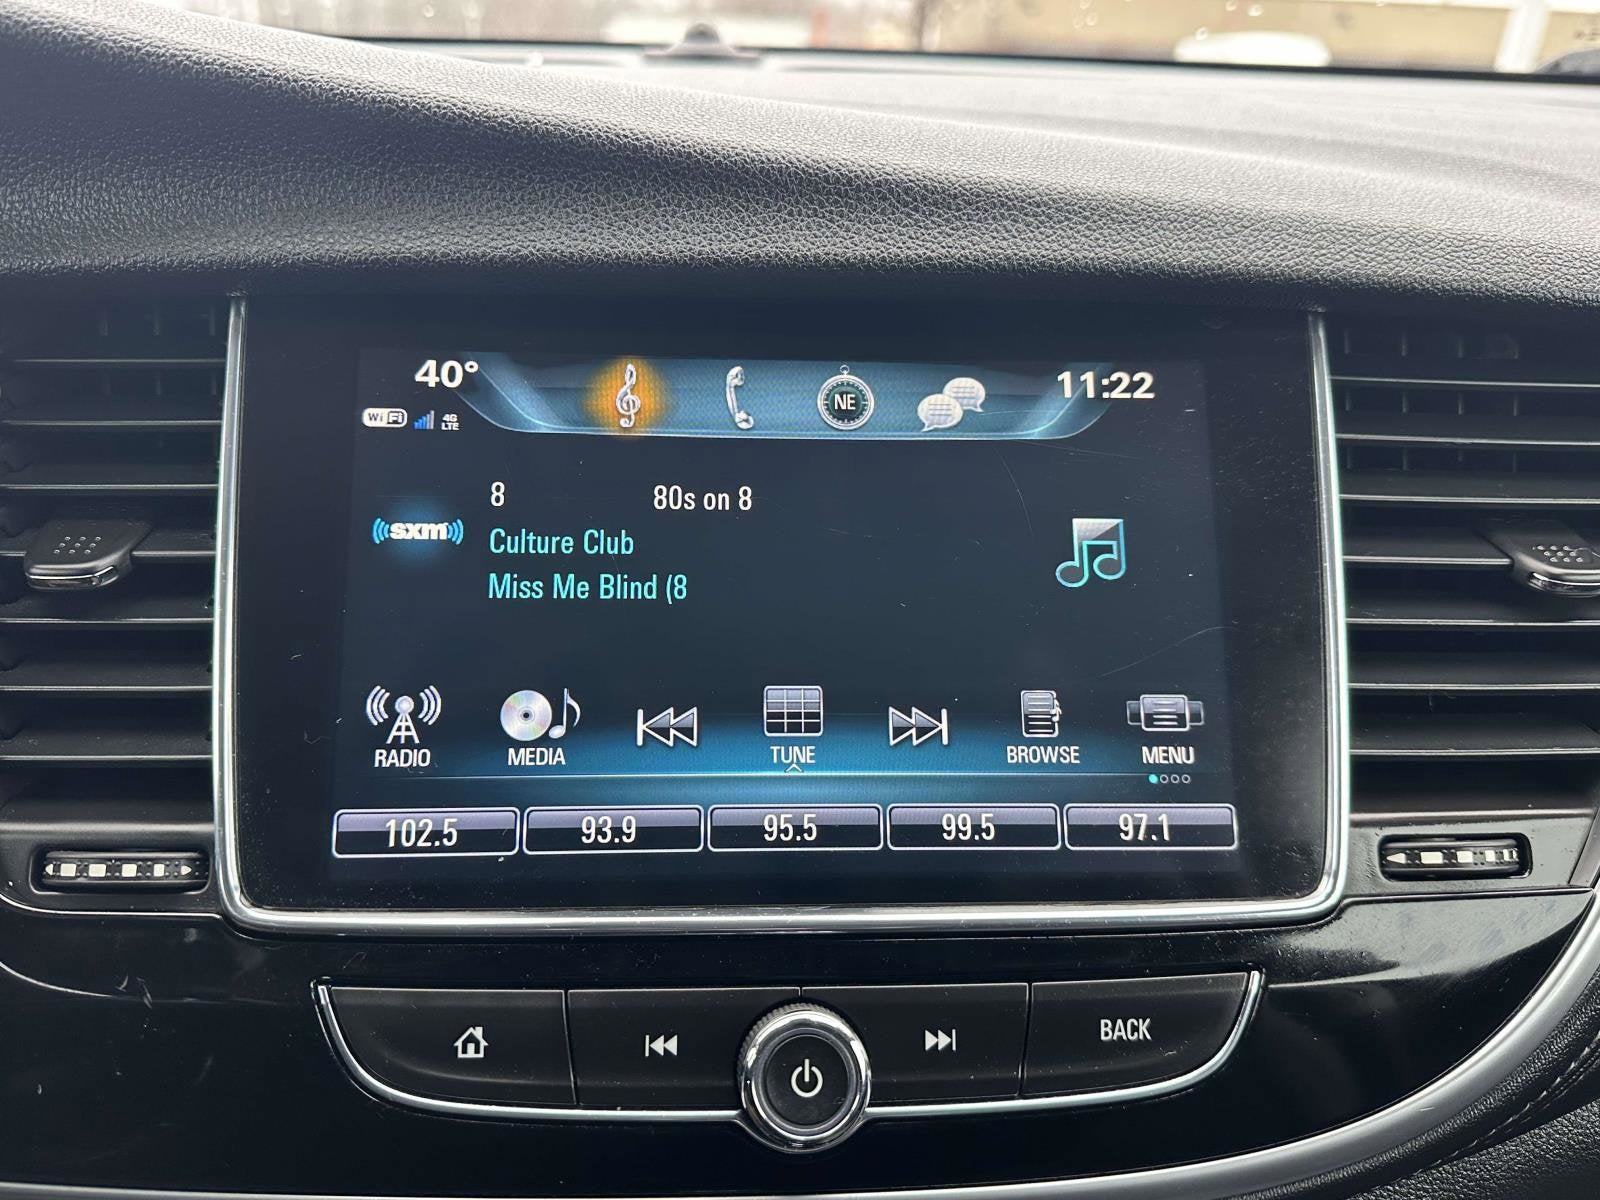 40°
11:22
WiFi
4G
LTE
NE
8
80s on 8
sxm
Culture Club
Miss Me Blind (8
RADIO
MEDIA
TUNE
BROWSE
MENU
102.5
93.9
95.5
99.5
97.1
BACK